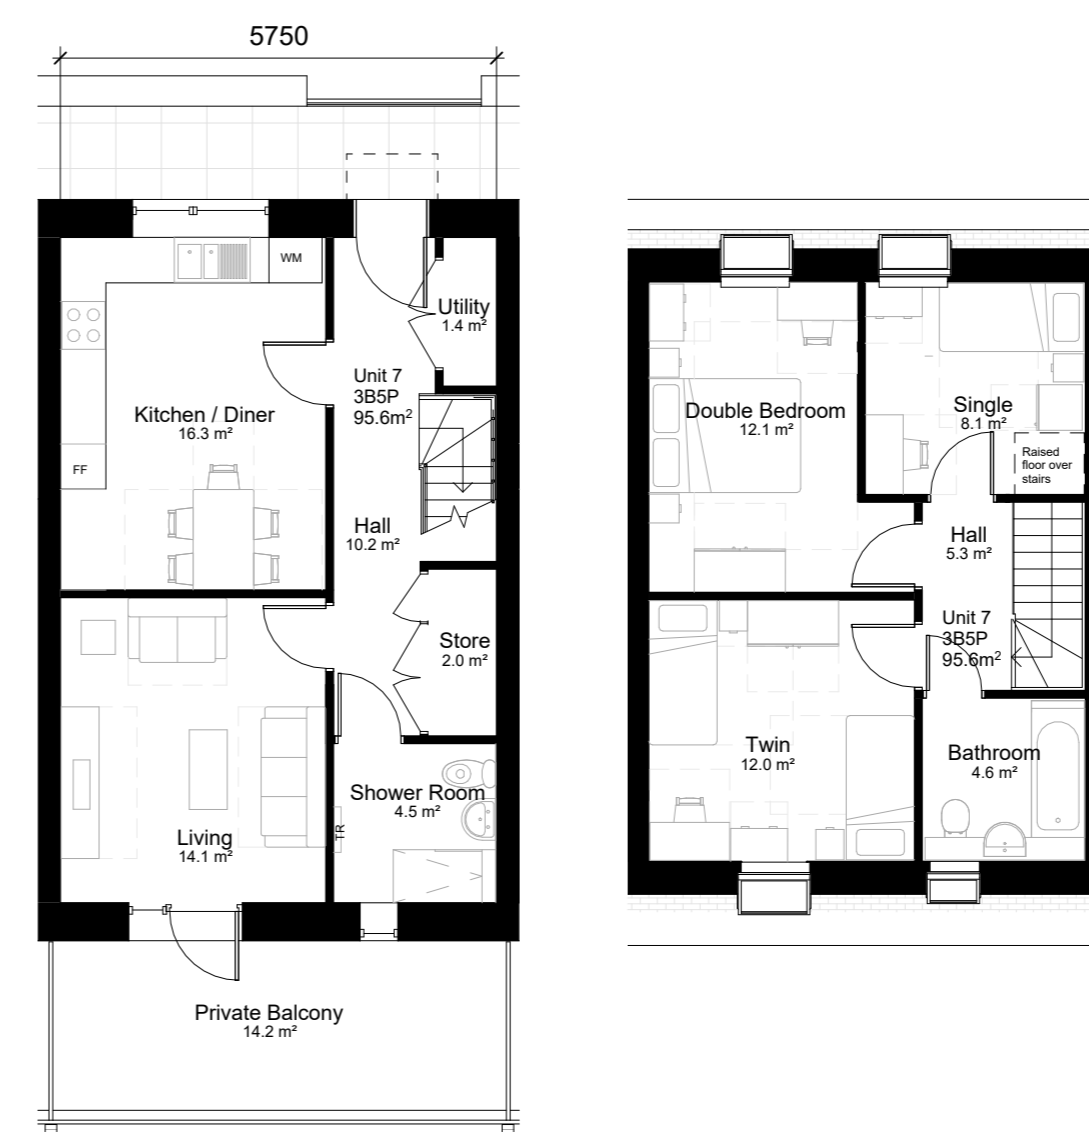 5750
WM
Utility
1.4 m²
Unit 7
3B5P
95.6m²
Kitchen / Diner
16.3 m²
FF
Hall
10.2 m²
Store
2.0 m²
Shower Room
4.5 m²
TR
Living
14.1 m²
Private Balcony
14.2 m²
Double Bedroom
12.1 m²
Single
8.1 m²
Raised
floor over
stairs
Hall
5.3 m²
Unit 7
3B5P
95.6m²
Twin
12.0 m²
Bathroom
4.6 m²